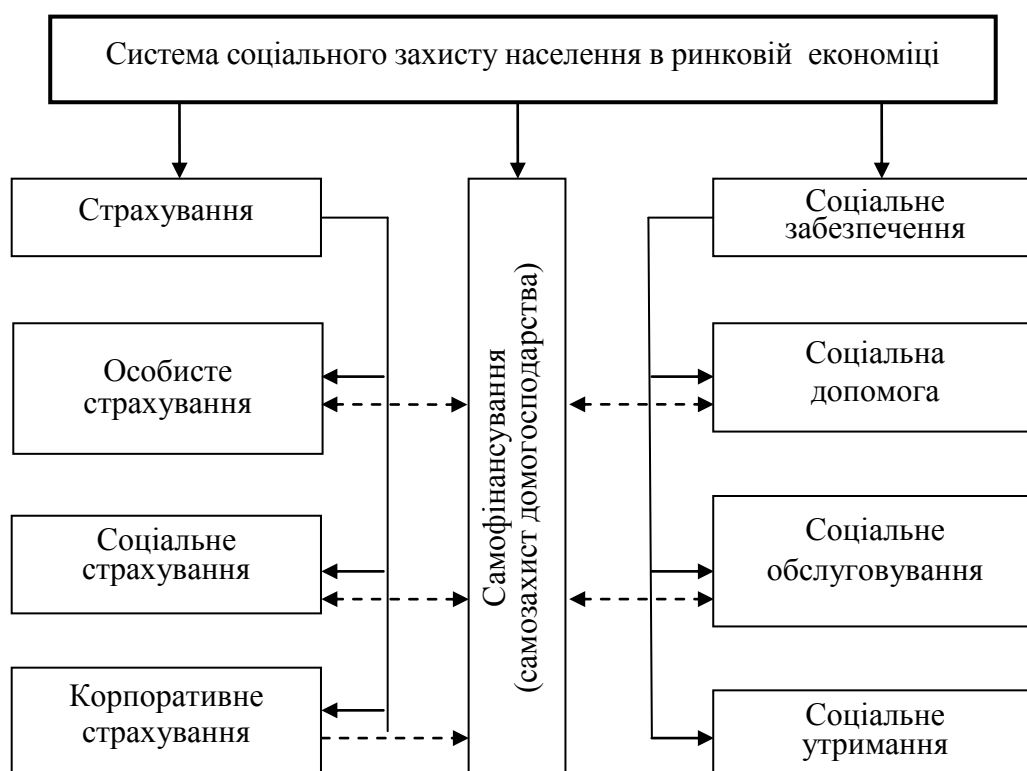 Система соціального захисту населення в ринковій економіці
Страхування
Особисте
страхування
Соціальне
страхування
Корпоративне
страхування
Самофінансування
(самозахист домогосподарства)
Соціальне
забезпечення
Соціальна
допомога
Соціальне
обслуговування
Соціальне
утримання